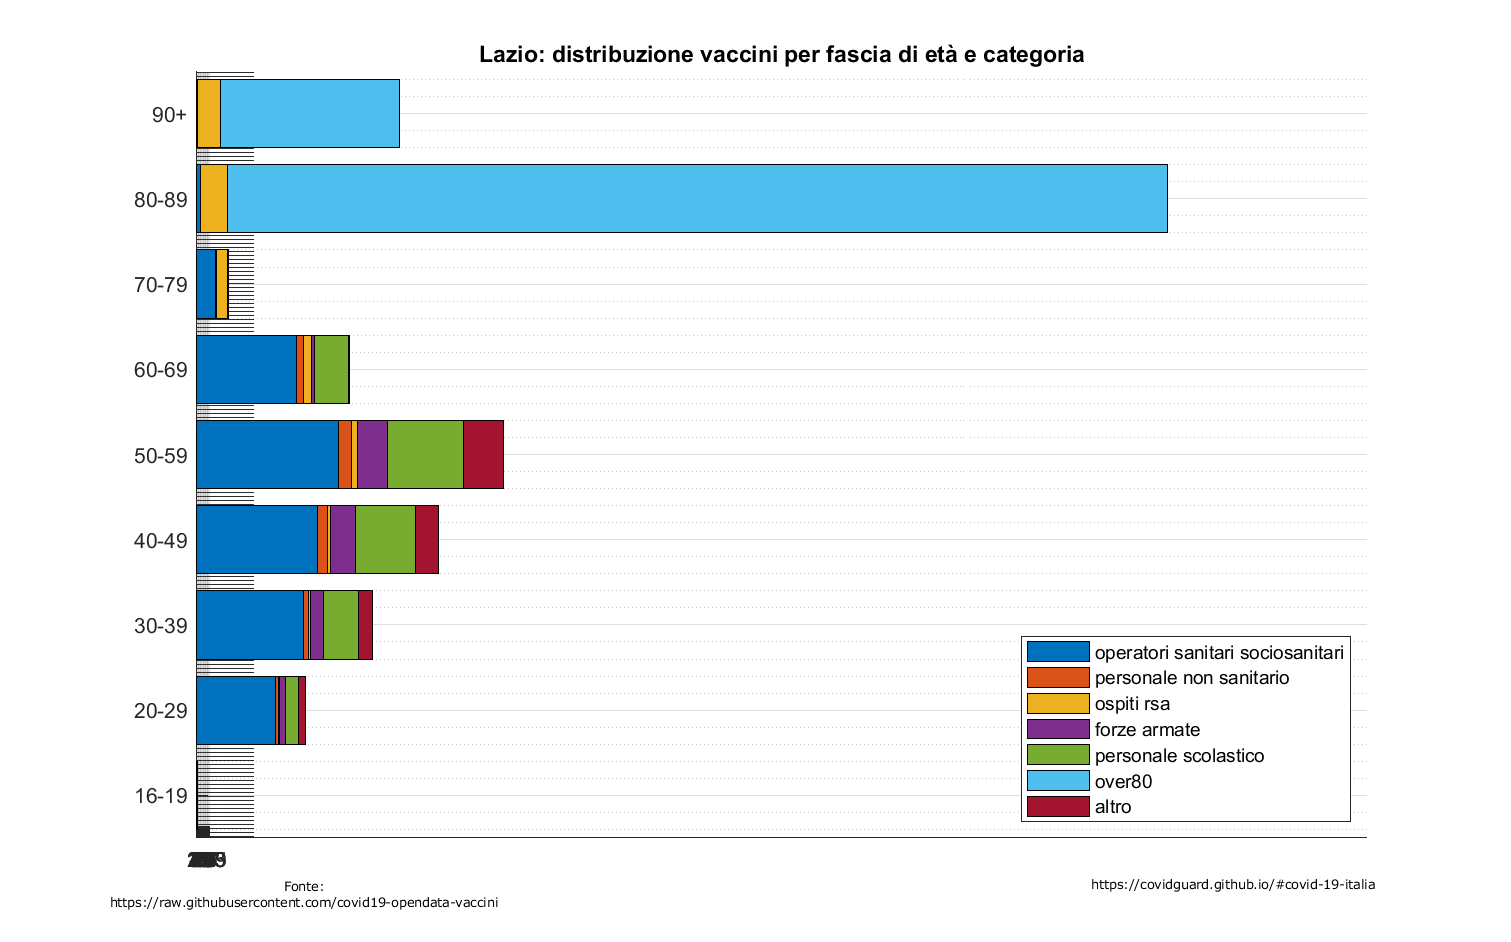 Lazio: distribuzione vaccini per fascia di età e categoria
90+
80-89
70-79
60-69
50-59
40-49
30-39
20-29
16-19
operatori sanitari sociosanitari
personale non sanitario
ospiti rsa
forze armate
personale scolastico
over80
altro
Fonte:
https://raw.githubusercontent.com/covid19-opendata-vaccini
https://covidguard.github.io/#covid-19-italia